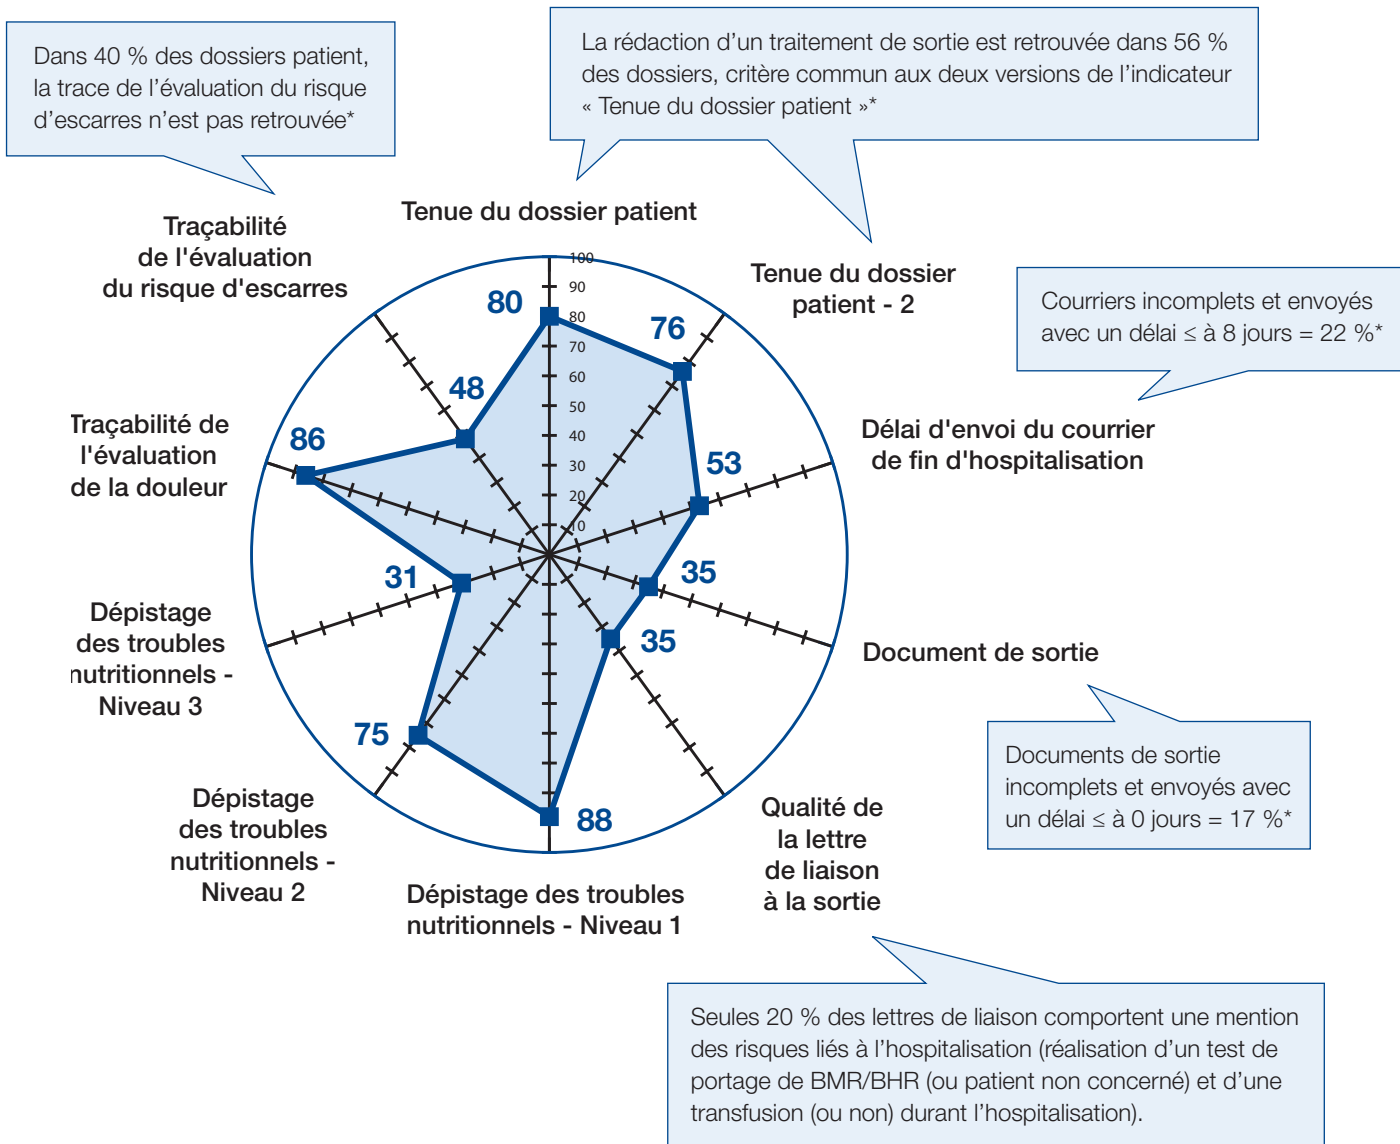 Dans 40 % des dossiers patient,
la trace de l’évaluation du risque
d’escarres n’est pas retrouvée*
La rédaction d’un traitement de sortie est retrouvée dans 56 %
des dossiers, critère commun aux deux versions de l’indicateur
« Tenue du dossier patient »*
Tenue du dossier patient
Traçabilité
de l'évaluation
du risque d'escarres
Tenue du dossier
patient - 2
Courriers incomplets et envoyés
avec un délai ≤ à 8 jours = 22 %*
100
90
80
70
60
50
40
30
20
10
80
76
53
35
35
88
75
31
86
48
Délai d'envoi du courrier
de fin d'hospitalisation
Traçabilité de
l'évaluation
de la douleur
Document de sortie
Dépistage
des troubles
nutritionnels -
Niveau 3
Documents de sortie
incomplets et envoyés avec
un délai ≤ à 0 jours = 17 %*
Dépistage
des troubles
nutritionnels -
Niveau 2
Qualité de
la lettre
de liaison
à la sortie
Dépistage des troubles
nutritionnels - Niveau 1
Seules 20 % des lettres de liaison comportent une mention
des risques liés à l’hospitalisation (réalisation d’un test de
portage de BMR/BHR (ou patient non concerné) et d’une
transfusion (ou non) durant l’hospitalisation).